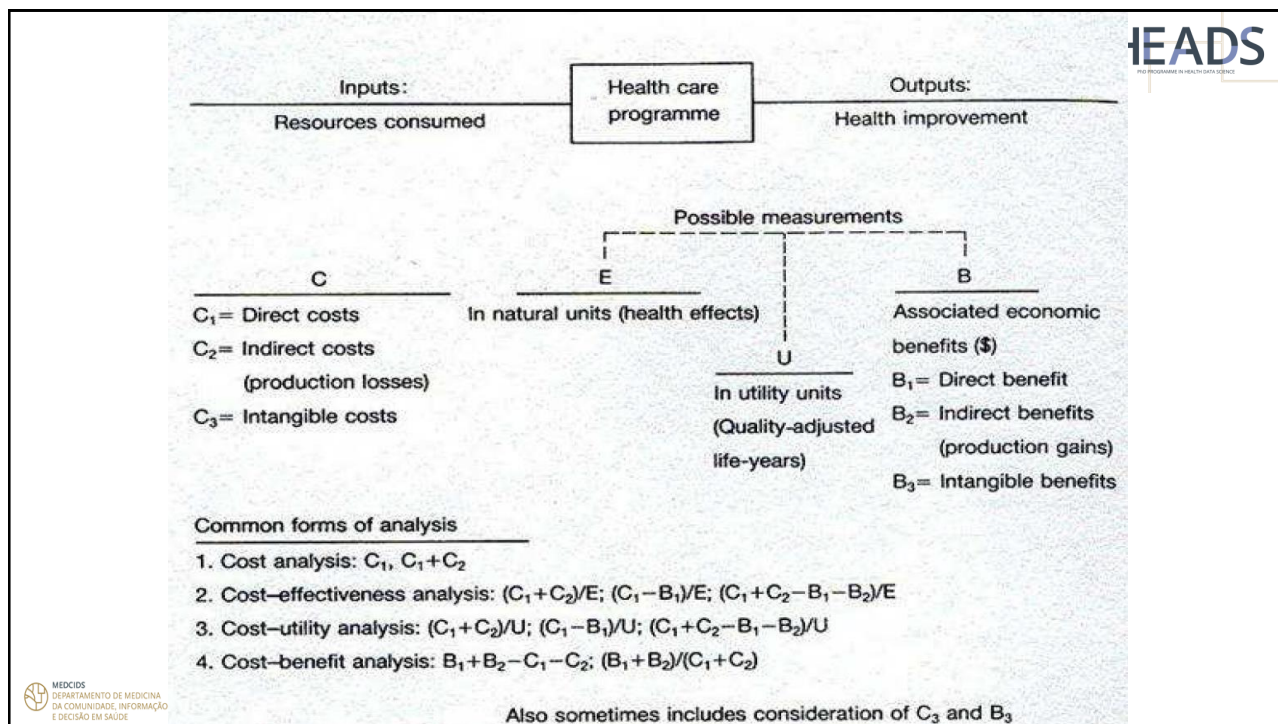 HEADS
PHD PROGRAMME IN HEALTH DATA SCIENCE
Inputs:
Resources consumed
Health care
programme
Outputs:
Health improvement
Possible measurements
C
C₁= Direct costs
C₂= Indirect costs
(production losses)
C₃= Intangible costs
E
In natural units (health effects)
U
In utility units
(Quality-adjusted
life-years)
B
Associated economic
benefits ($)
B₁= Direct benefit
B₂= Indirect benefits
(production gains)
B₃= Intangible benefits
Common forms of analysis
1. Cost analysis: C₁, C₁+C₂
2. Cost–effectiveness analysis: (C₁+C₂)/E; (C₁−B₁)/E; (C₁+C₂−B₁−B₂)/E
3. Cost–utility analysis: (C₁+C₂)/U; (C₁−B₁)/U; (C₁+C₂−B₁−B₂)/U
4. Cost–benefit analysis: B₁+B₂−C₁−C₂; (B₁+B₂)/(C₁+C₂)
Also sometimes includes consideration of C₃ and B₃
MEDCIDS
DEPARTAMENTO DE MEDICINA
DA COMUNIDADE, INFORMAÇÃO
E DECISÃO EM SAÚDE